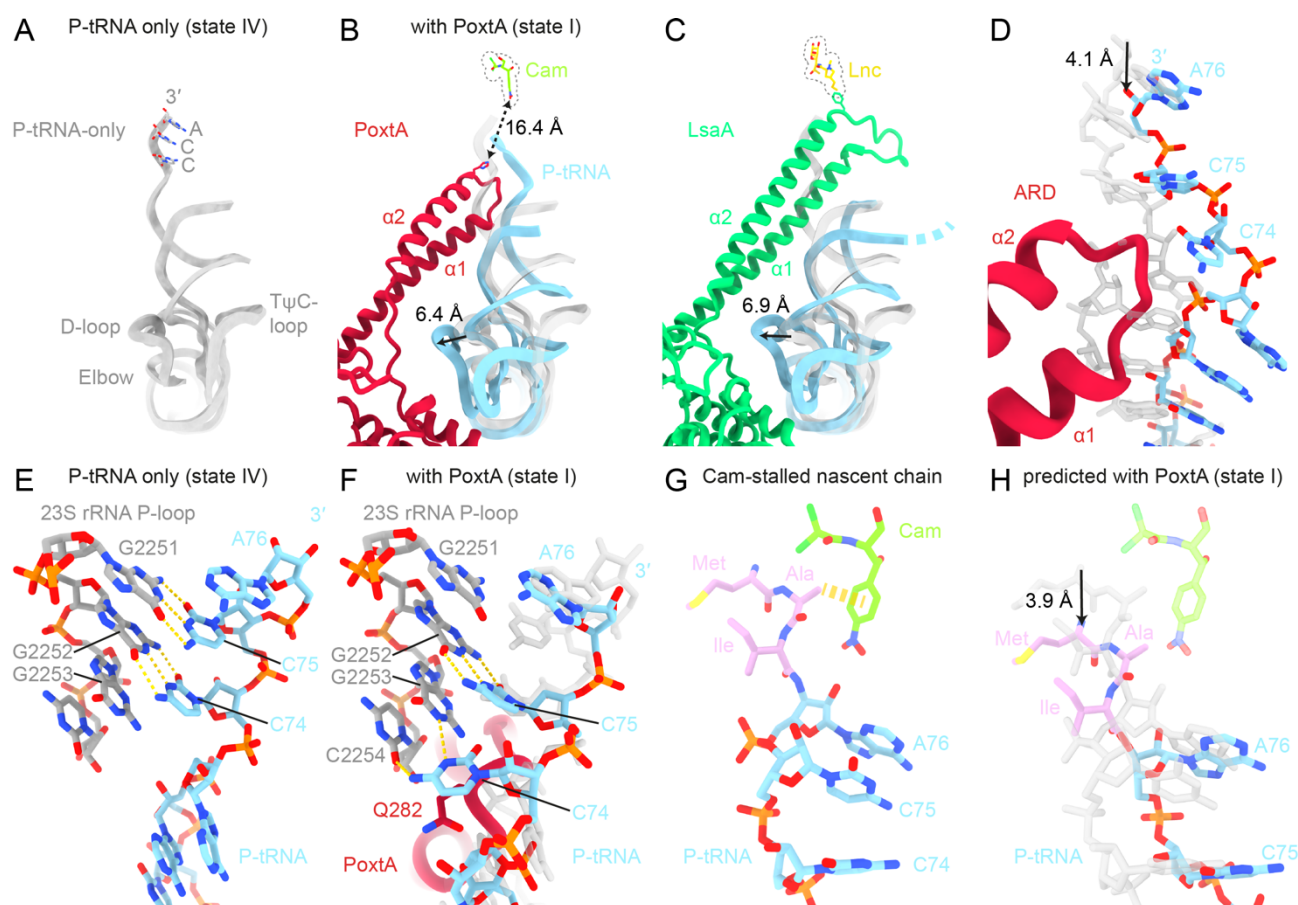 A
P-tRNA only (state IV)
3′
P-tRNA-only
A
C
C
D-loop
TψC-
loop
Elbow
B
with PoxtA (state I)
Cam
PoxtA
16.4 Å
P-tRNA
α2
α1
6.4 Å
C
Lnc
LsaA
α2
α1
6.9 Å
D
4.1 Å
3′
A76
C75
ARD
α2
C74
α1
E
P-tRNA only (state IV)
23S rRNA P-loop
3′
G2251
A76
G2252
G2253
C75
C74
P-tRNA
F
with PoxtA (state I)
23S rRNA P-loop
G2251
A76
3′
G2252
G2253
C75
C2254
Q282
C74
PoxtA
P-tRNA
G
Cam-stalled nascent chain
Cam
Met
Ala
Ile
A76
C75
P-tRNA
C74
H
predicted with PoxtA (state I)
3.9 Å
Met
Ala
Ile
A76
P-tRNA
C75